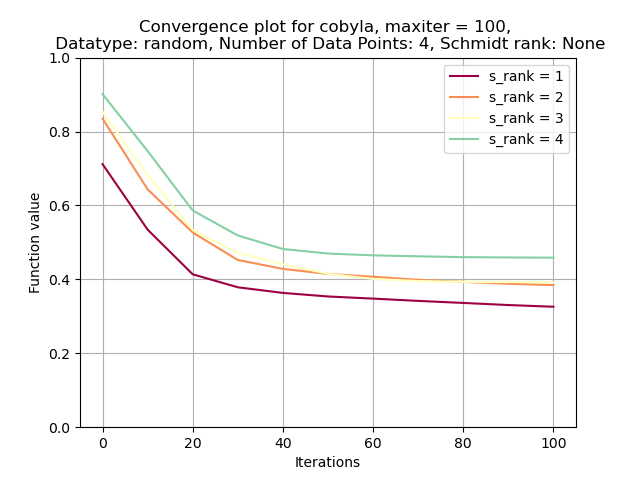 Convergence plot for cobyla, maxiter = 100,
Datatype: random, Number of Data Points: 4, Schmidt rank: None
s_rank = 1
s_rank = 2
s_rank = 3
s_rank = 4
Function value
1.0
0.8
0.6
0.4
0.2
0.0
0 20 40 60 80 100
Iterations